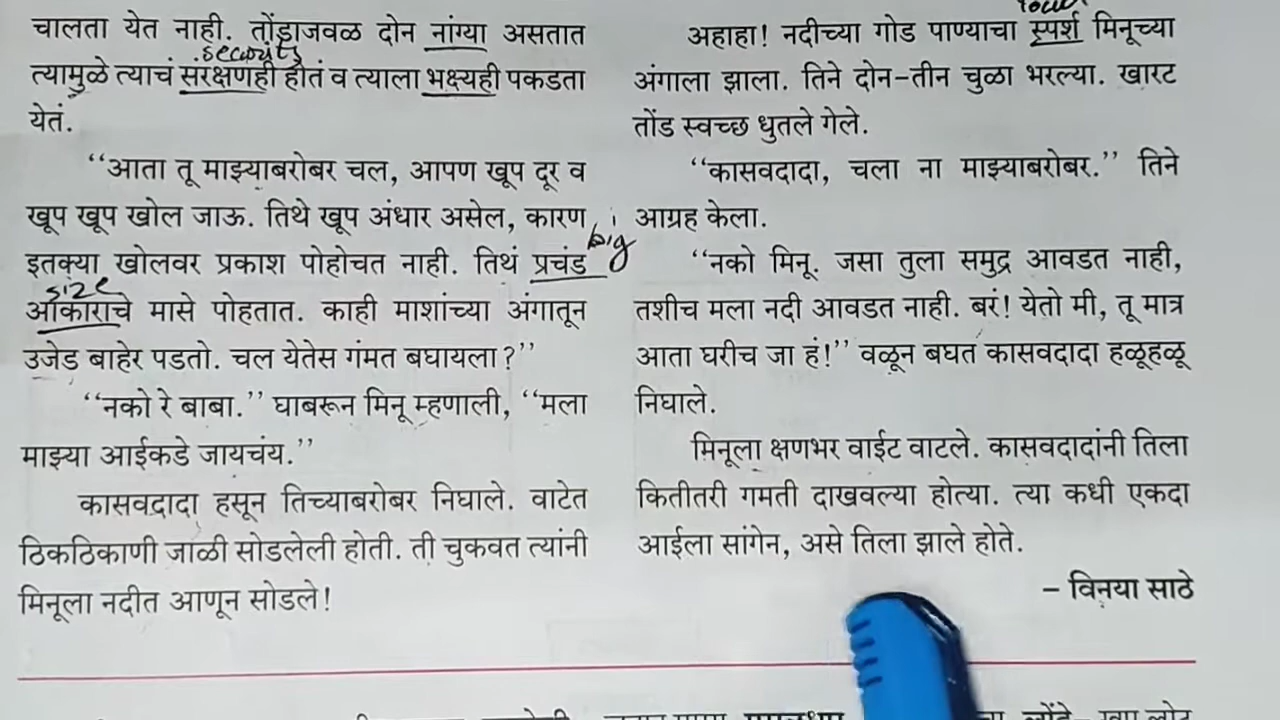 चालता येत नाही. तोंडाजवळ दोन नांग्या असतात
security
त्यामुळे त्याचं संरक्षणही होतं व त्याला भक्ष्यही पकडता
येतं.
“आता तू माझ्याबरोबर चल, आपण खूप दूर व
खूप खूप खोल जाऊ. तिथे खूप अंधार असेल, कारण
big
इतक्या खोलवर प्रकाश पोहोचत नाही. तिथं प्रचंड
size
आकाराचे मासे पोहतात. काही माशांच्या अंगातून
उजेड बाहेर पडतो. चल येतेस गंमत बघायला?”
“नको रे बाबा.” घाबरून मिनू म्हणाली, “मला
माझ्या आईकडे जायचंय.”
कासवदादा हसून तिच्याबरोबर निघाले. वाटेत
ठिकठिकाणी जाळी सोडलेली होती. ती चुकवत त्यांनी
मिनूला नदीत आणून सोडले!
touch
अहाहा! नदीच्या गोड पाण्याचा स्पर्श मिनूच्या
अंगाला झाला. तिने दोन-तीन चुळा भरल्या. खारट
तोंड स्वच्छ धुतले गेले.
“कासवदादा, चला ना माझ्याबरोबर.” तिने
आग्रह केला.
“नको मिनू. जसा तुला समुद्र आवडत नाही,
तशीच मला नदी आवडत नाही. बरं! येतो मी, तू मात्र
आता घरीच जा हं!” वळून बघत कासवदादा हळूहळू
निघाले.
मिनूला क्षणभर वाईट वाटले. कासवदादांनी तिला
कितीतरी गमती दाखवल्या होत्या. त्या कधी एकदा
आईला सांगेन, असे तिला झाले होते.
– विनया साठे